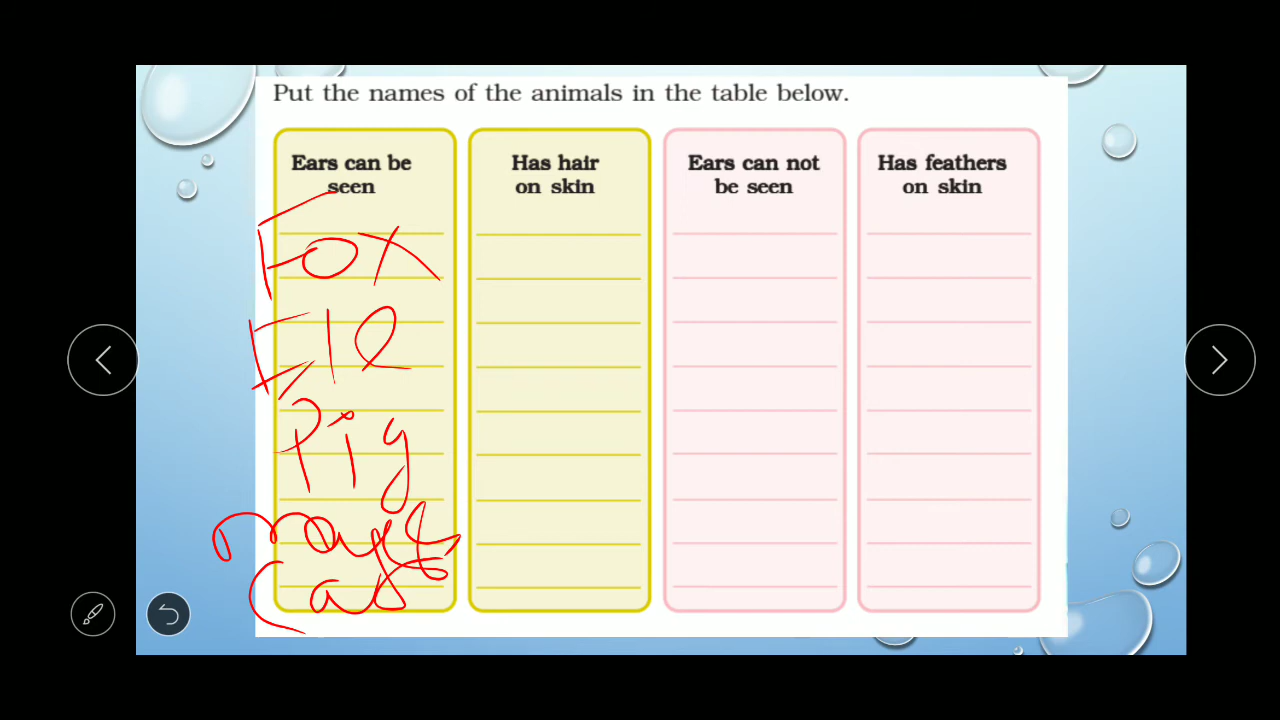 Put the names of the animals in the table below.
Ears can be
seen
Has hair
on skin
Ears can not
be seen
Has feathers
on skin
Fox
Ele
Pig